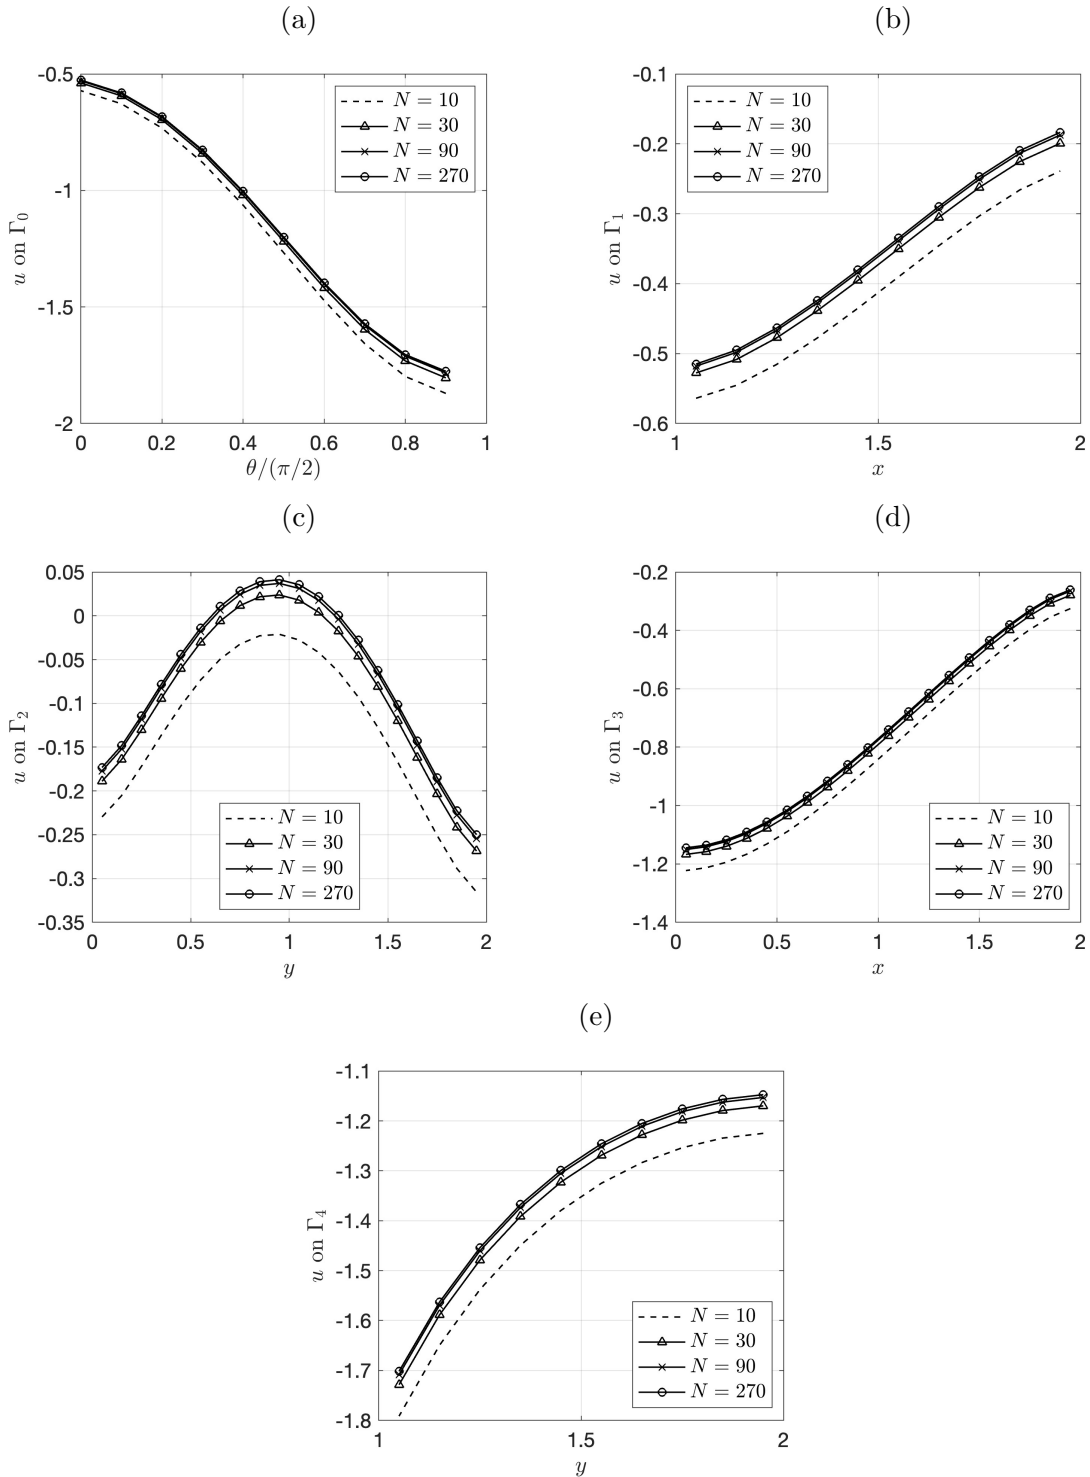 (a)
-0.5
-1
-1.5
-2
0 0.2 0.4 0.6 0.8 1
θ/(π/2)
u on Γ₀
N = 10
N = 30
N = 90
N = 270
(b)
-0.1
-0.2
-0.3
-0.4
-0.5
-0.6
1 1.5 2
x
u on Γ₁
N = 10
N = 30
N = 90
N = 270
(c)
0.05
0
-0.05
-0.1
-0.15
-0.2
-0.25
-0.3
-0.35
0 0.5 1 1.5 2
y
u on Γ₂
N = 10
N = 30
N = 90
N = 270
(d)
-0.2
-0.4
-0.6
-0.8
-1
-1.2
-1.4
0 0.5 1 1.5 2
x
u on Γ₃
N = 10
N = 30
N = 90
N = 270
(e)
-1.1
-1.2
-1.3
-1.4
-1.5
-1.6
-1.7
-1.8
1 1.5 2
y
u on Γ₄
N = 10
N = 30
N = 90
N = 270